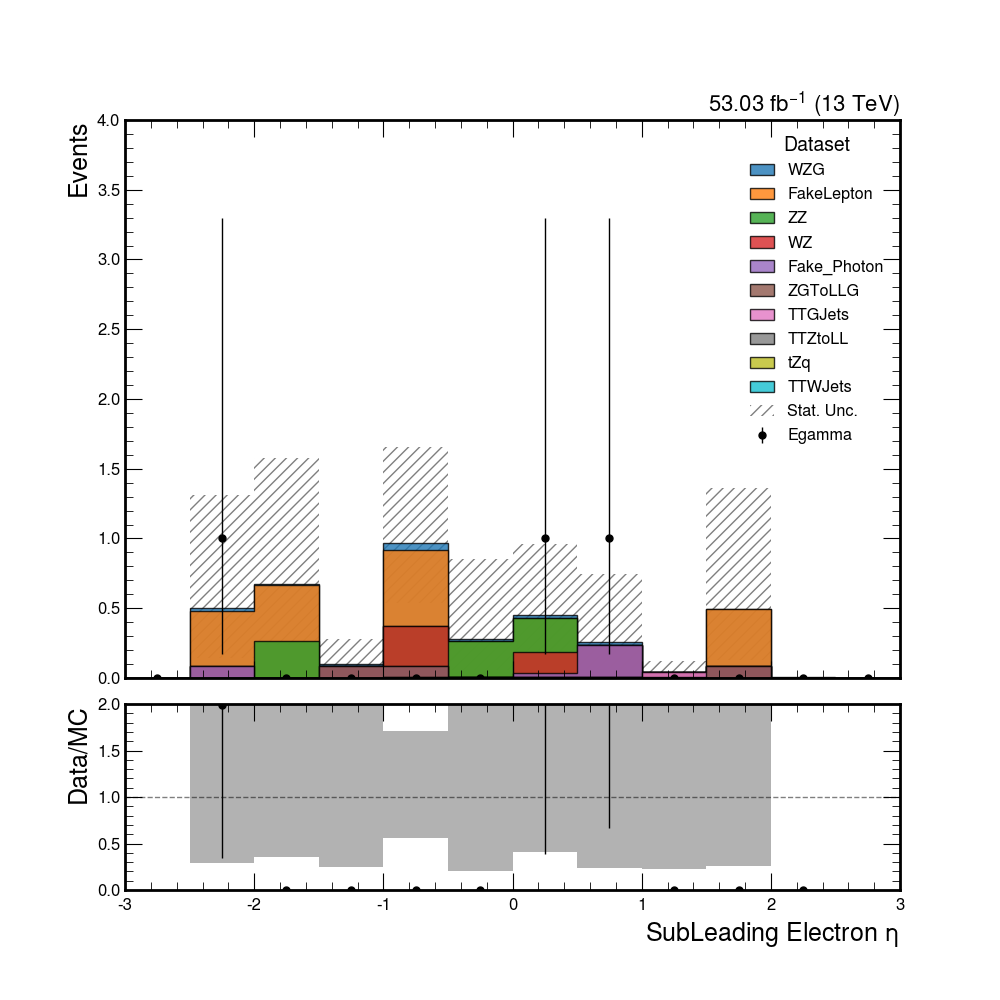 53.03 fb⁻¹ (13 TeV)
Events
4.0
3.5
3.0
2.5
2.0
1.5
1.0
0.5
0.0
Dataset
WZG
FakeLepton
ZZ
WZ
Fake_Photon
ZGToLLG
TTGJets
TTZtoLL
tZq
TTWJets
Stat. Unc.
Egamma
Data/MC
2.0
1.5
1.0
0.5
0.0
-3 -2 -1 0 1 2 3
SubLeading Electron η